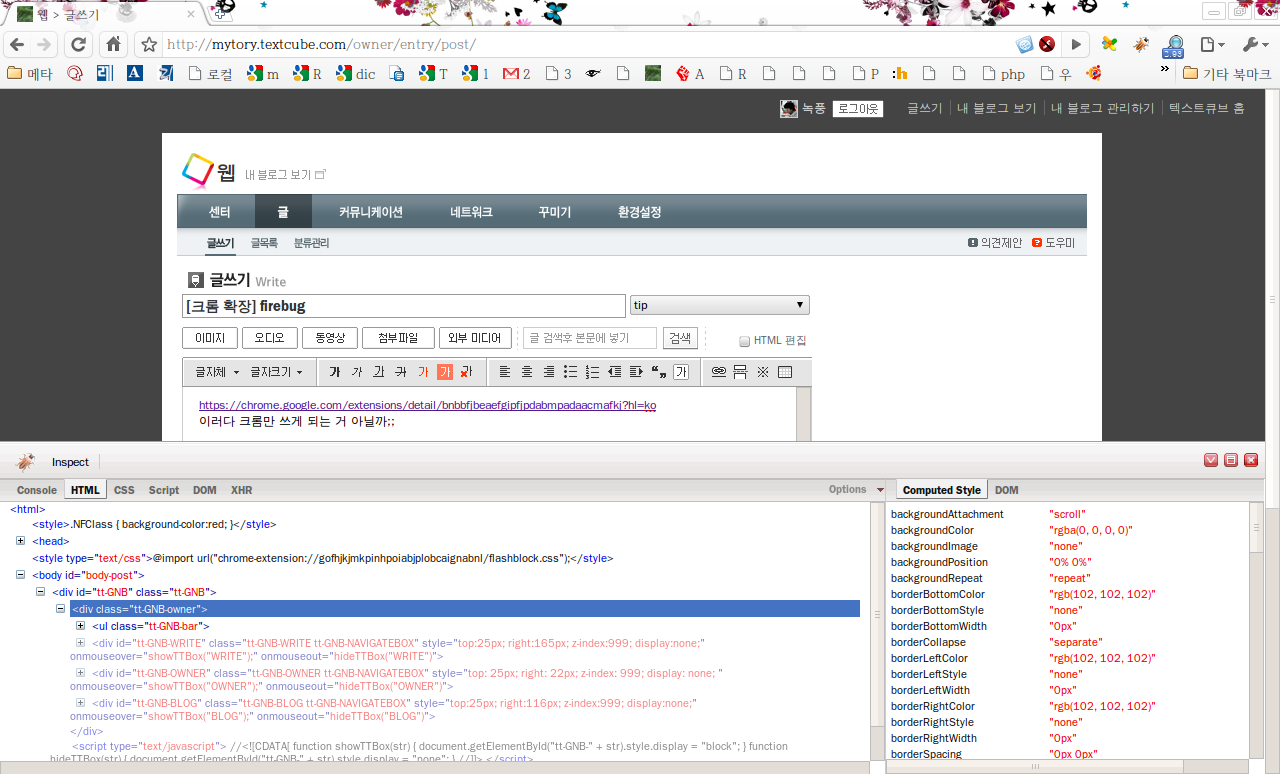 웹 > 글쓰기
http://mytory.textcube.com/owner/entry/post/
2.93
메타
로컬
m
R
dic
T
1
2
3
A
R
P
:h
php
우
»
기타 북마크
녹풍
로그아웃
글쓰기
내 블로그 보기
내 블로그 관리하기
텍스트큐브 홈
웹
내 블로그 보기
센터
글
커뮤니케이션
네트워크
꾸미기
환경설정
글쓰기
글목록
분류관리
의견제안
도우미
글쓰기 Write
[크롬 확장] firebug
tip
이미지
오디오
동영상
첨부파일
외부 미디어
글 검색후 본문에 넣기
검색
HTML 편집
글자체
글자크기
가 가 가 가 가 가 가
가
https://chrome.google.com/extensions/detail/bnbbfjbeaefgipfjpdabmpadaacmafkj?hl=ko
이러다 크롬만 쓰게 되는 거 아닐까;;
Inspect
Console
HTML
CSS
Script
DOM
XHR
Options
Computed Style
DOM
<html>
<style>.NFClass { background-color:red; }</style>
<head>
<style type="text/css">@import url("chrome-extension://gofhjkjmkpinhpoiabjplobcaignabnl/flashblock.css");</style>
<body id="body-post">
<div id="tt-GNB" class="tt-GNB">
<div class="tt-GNB-owner">
<ul class="tt-GNB-bar">
<div id="tt-GNB-WRITE" class="tt-GNB-WRITE tt-GNB-NAVIGATEBOX" style="top:25px; right:165px; z-index:999; display:none;"
onmouseover="showTTBox("WRITE");" onmouseout="hideTTBox("WRITE")">
<div id="tt-GNB-OWNER" class="tt-GNB-OWNER tt-GNB-NAVIGATEBOX" style="top: 25px; right: 22px; z-index: 999; display: none; "
onmouseover="showTTBox("OWNER");" onmouseout="hideTTBox("OWNER")">
<div id="tt-GNB-BLOG" class="tt-GNB-BLOG tt-GNB-NAVIGATEBOX" style="top:25px; right:116px; z-index:999; display:none;"
onmouseover="showTTBox("BLOG");" onmouseout="hideTTBox("BLOG")">
</div>
<script type="text/javascript"> //<![CDATA[ function showTTBox(str) { document.getElementById("tt-GNB-" + str).style.display = "block"; } function
hideTTBox(str) { document.getElementById("tt-GNB-" + str).style.display = "none"; } //]]> </script>
backgroundAttachment "scroll"
backgroundColor "rgba(0, 0, 0, 0)"
backgroundImage "none"
backgroundPosition "0% 0%"
backgroundRepeat "repeat"
borderBottomColor "rgb(102, 102, 102)"
borderBottomStyle "none"
borderBottomWidth "0px"
borderCollapse "separate"
borderLeftColor "rgb(102, 102, 102)"
borderLeftStyle "none"
borderLeftWidth "0px"
borderRightColor "rgb(102, 102, 102)"
borderRightStyle "none"
borderRightWidth "0px"
borderSpacing "0px 0px"